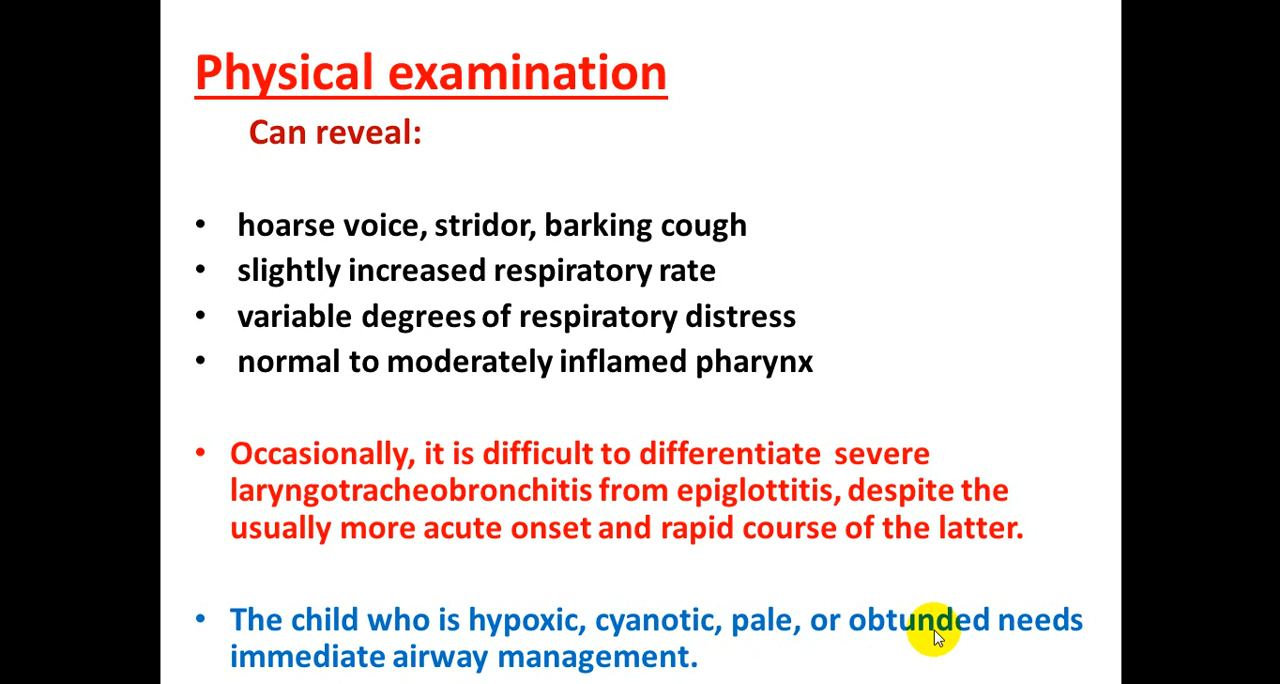 Physical examination
Can reveal:
• hoarse voice, stridor, barking cough
• slightly increased respiratory rate
• variable degrees of respiratory distress
• normal to moderately inflamed pharynx
• Occasionally, it is difficult to differentiate severe
laryngotracheobronchitis from epiglottitis, despite the
usually more acute onset and rapid course of the latter.
• The child who is hypoxic, cyanotic, pale, or obtunded needs
immediate airway management.